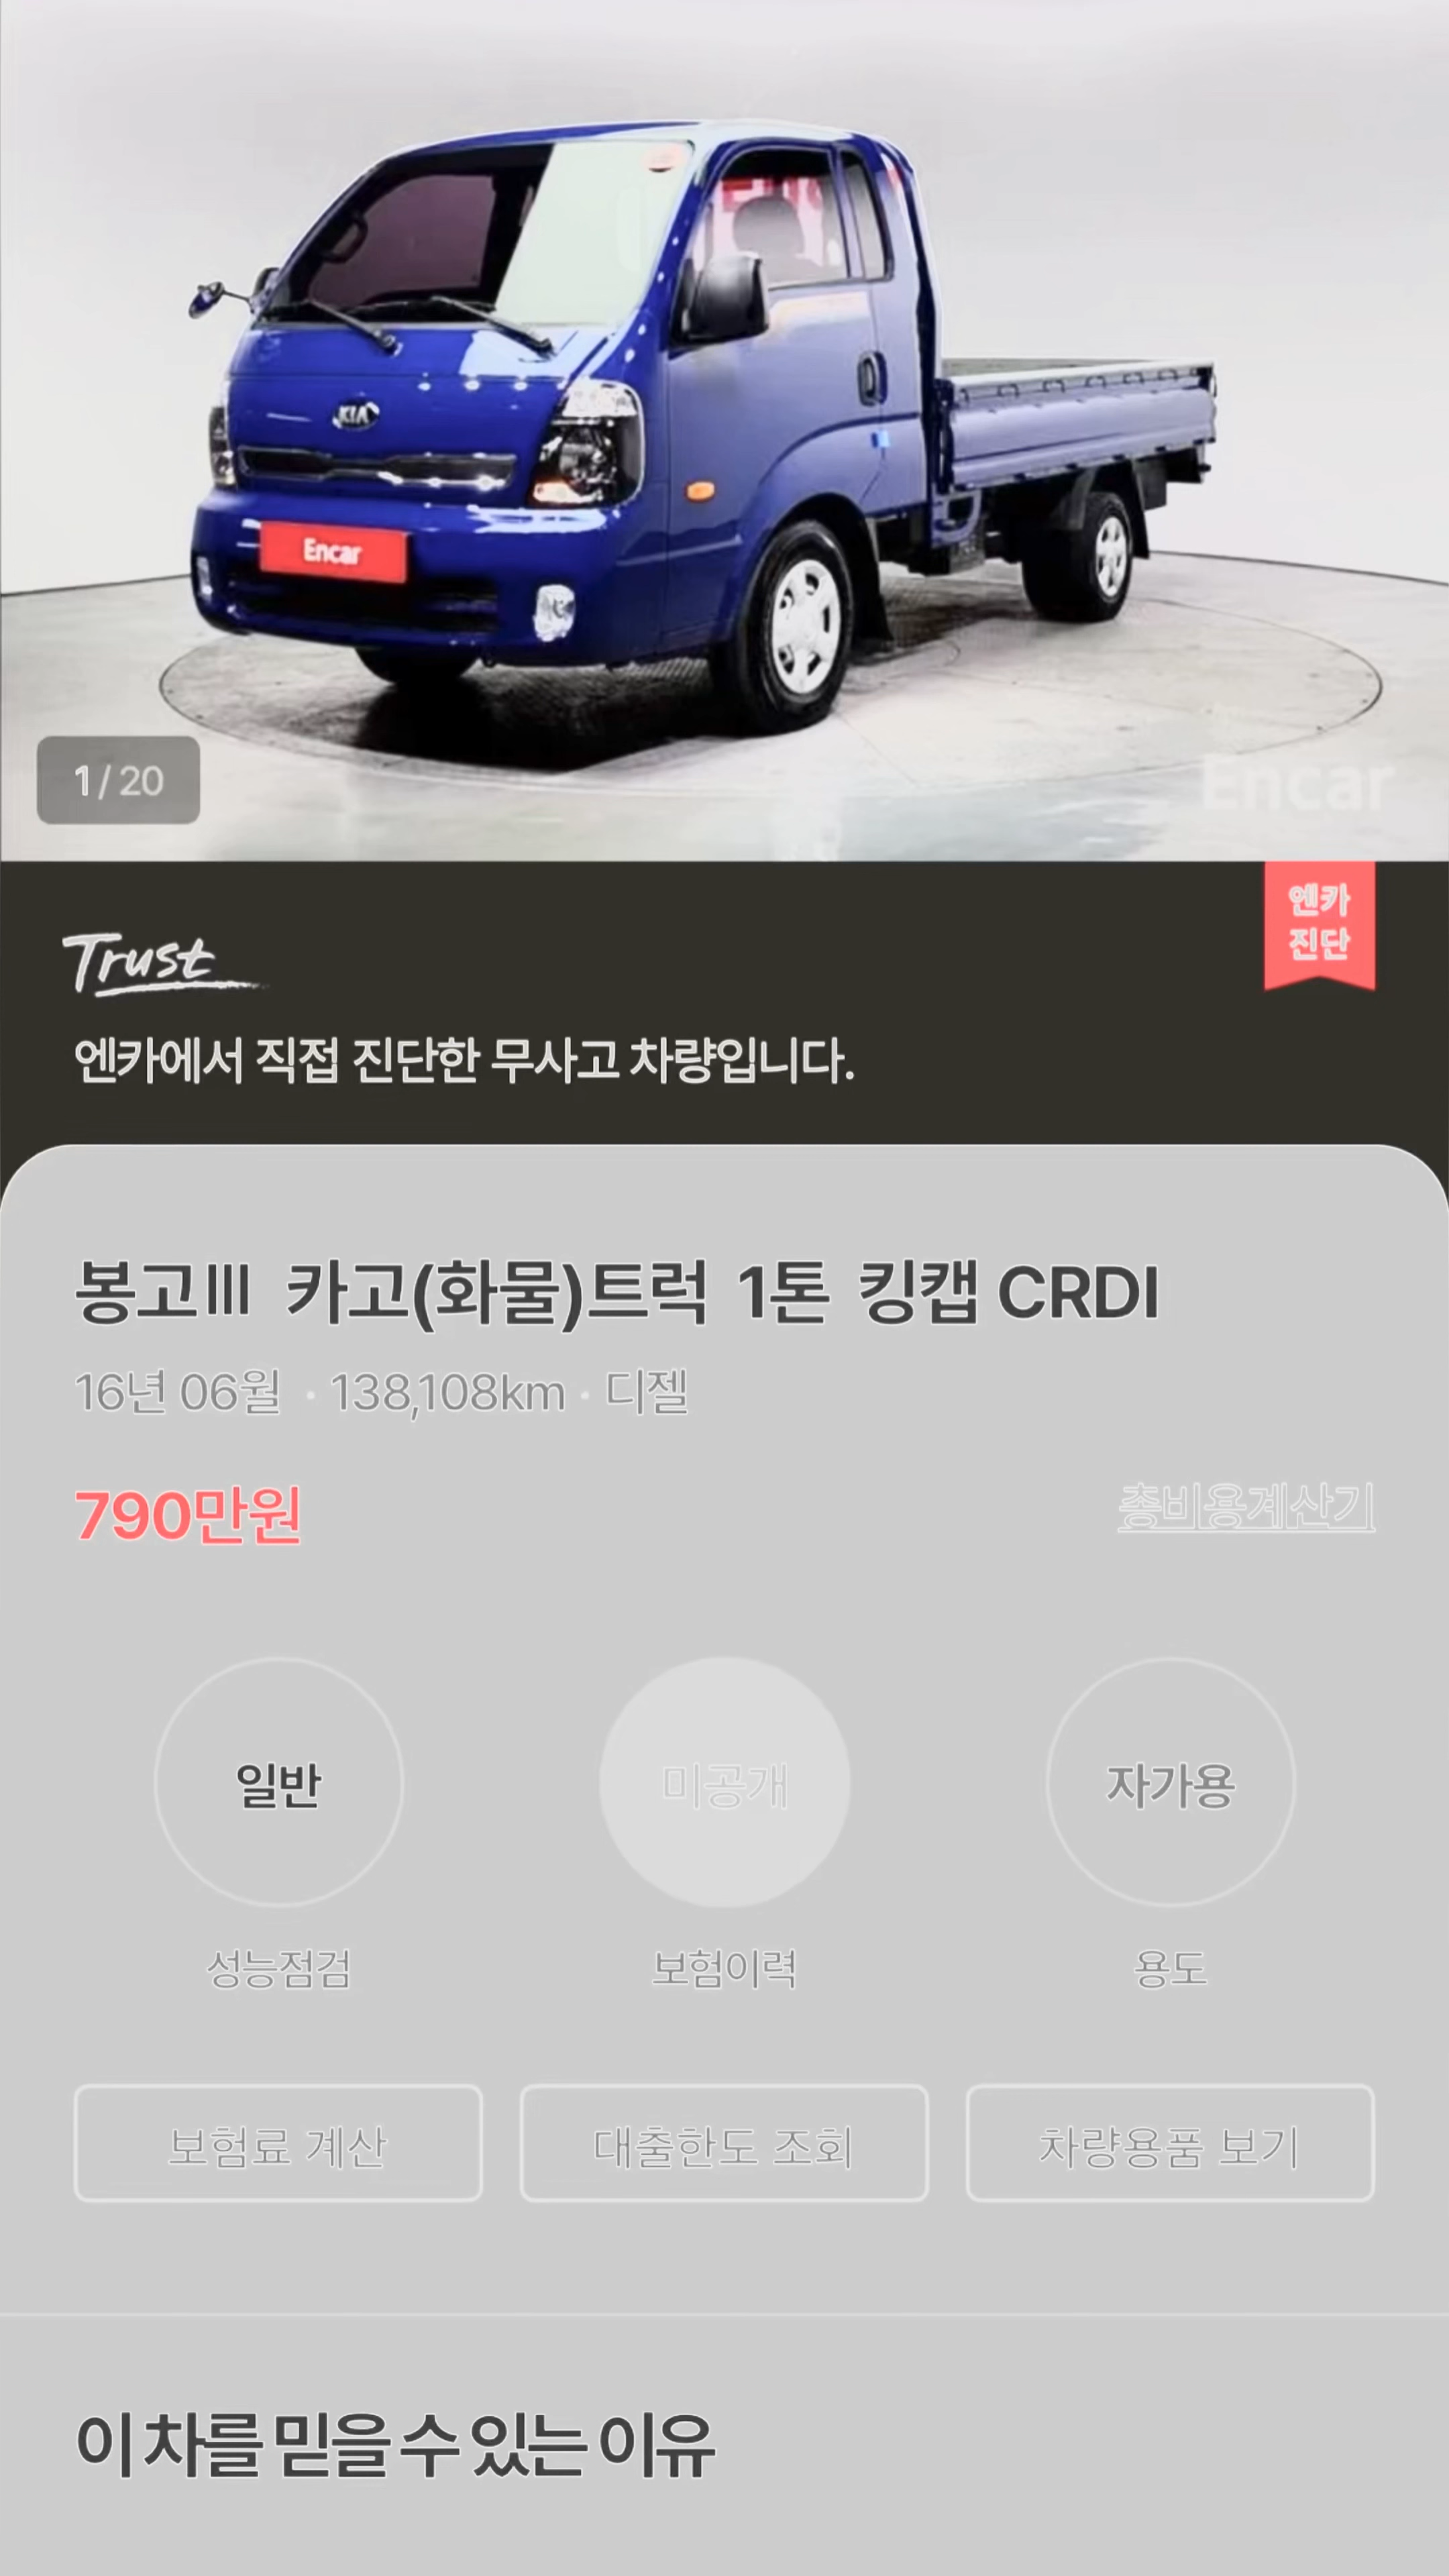 KIA
Encar
1 / 20
Encar
Trust
엔카
진단
엔카에서 직접 진단한 무사고 차량입니다.
봉고Ⅲ 카고(화물)트럭 1톤 킹캡 CRDI
16년 06월 · 138,108km · 디젤
790만원
총비용계산기
일반
미공개
자가용
성능점검
보험이력
용도
보험료 계산
대출한도 조회
차량용품 보기
이 차를 믿을 수 있는 이유